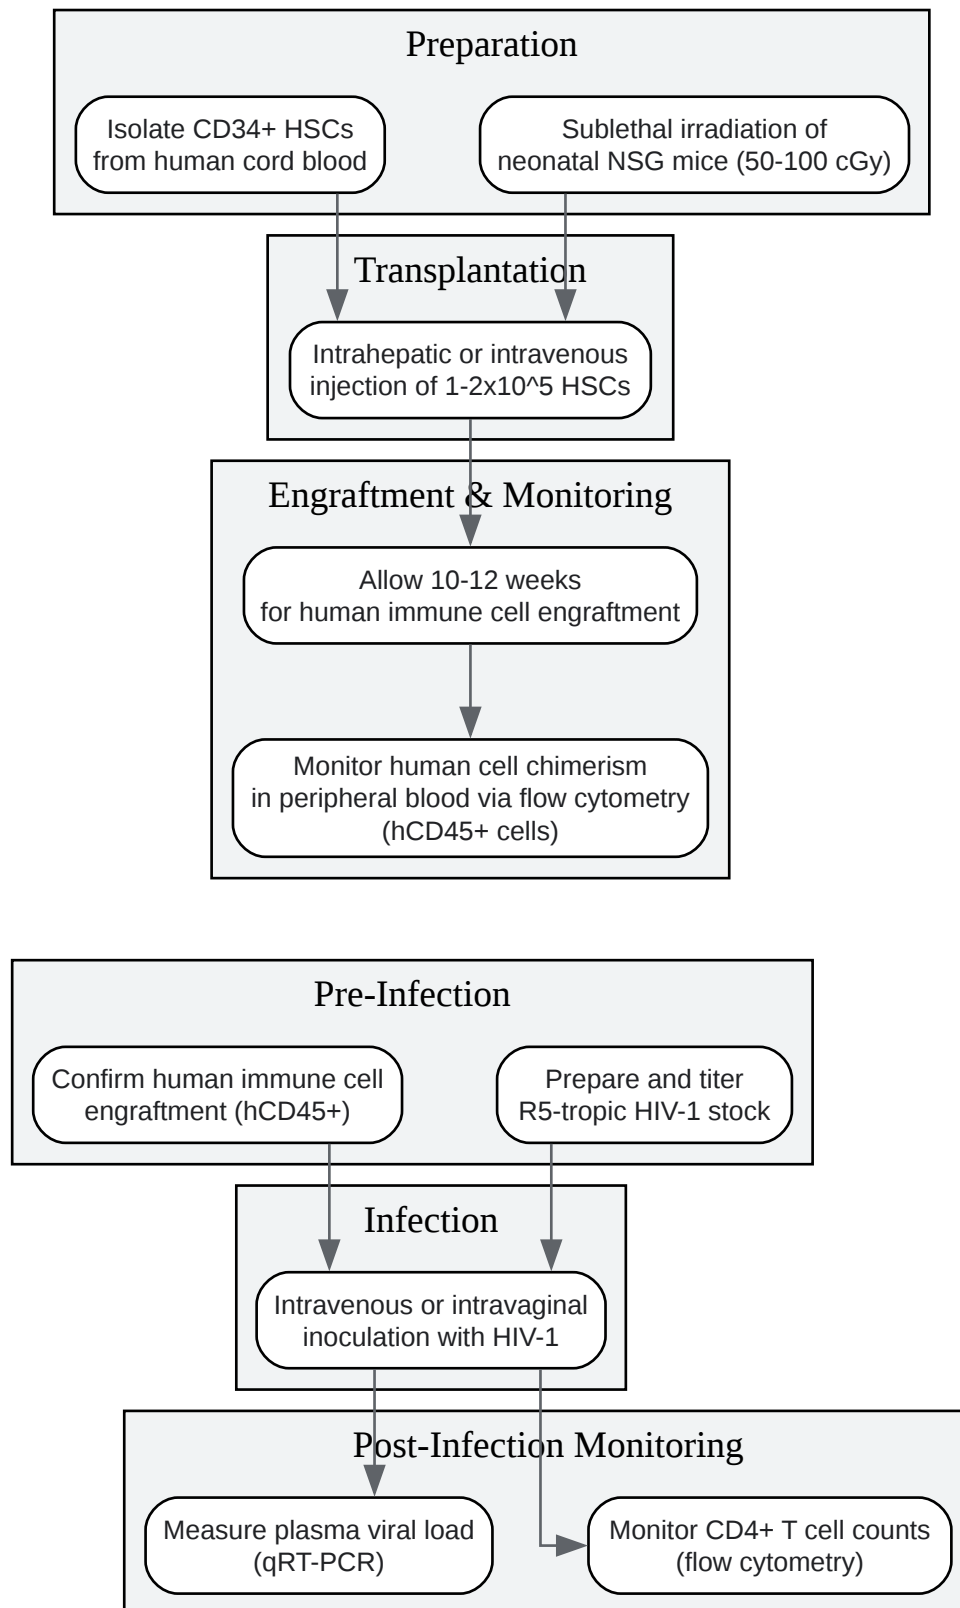 Preparation
Isolate CD34+ HSCs
from human cord blood
Sublethal irradiation of
neonatal NSG mice (50-100 cGy)
Transplantation
Intrahepatic or intravenous
injection of 1-2x10^5 HSCs
Engraftment & Monitoring
Allow 10-12 weeks
for human immune cell engraftment
Monitor human cell chimerism
in peripheral blood via flow cytometry
(hCD45+ cells)
Pre-Infection
Confirm human immune cell
engraftment (hCD45+)
Prepare and titer
R5-tropic HIV-1 stock
Infection
Intravenous or intravaginal
inoculation with HIV-1
Post-Infection Monitoring
Measure plasma viral load
(qRT-PCR)
Monitor CD4+ T cell counts
(flow cytometry)